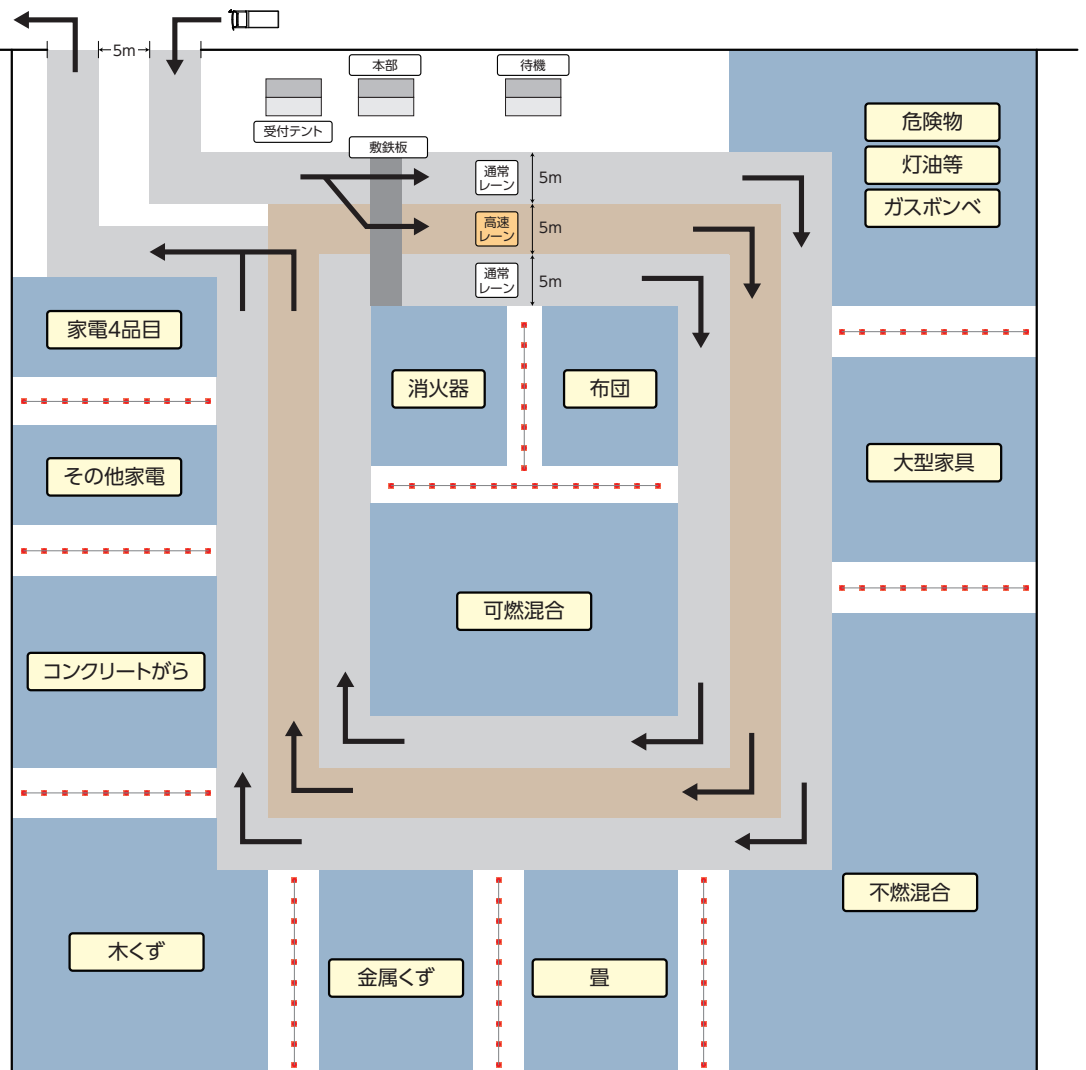 5m
本部
待機
受付テント
敷鉄板
通常
レーン
5m
高速
レーン
5m
通常
レーン
5m
危険物
灯油等
ガスボンベ
家電4品目
消火器
布団
大型家具
その他家電
可燃混合
コンクリートがら
不燃混合
木くず
金属くず
畳